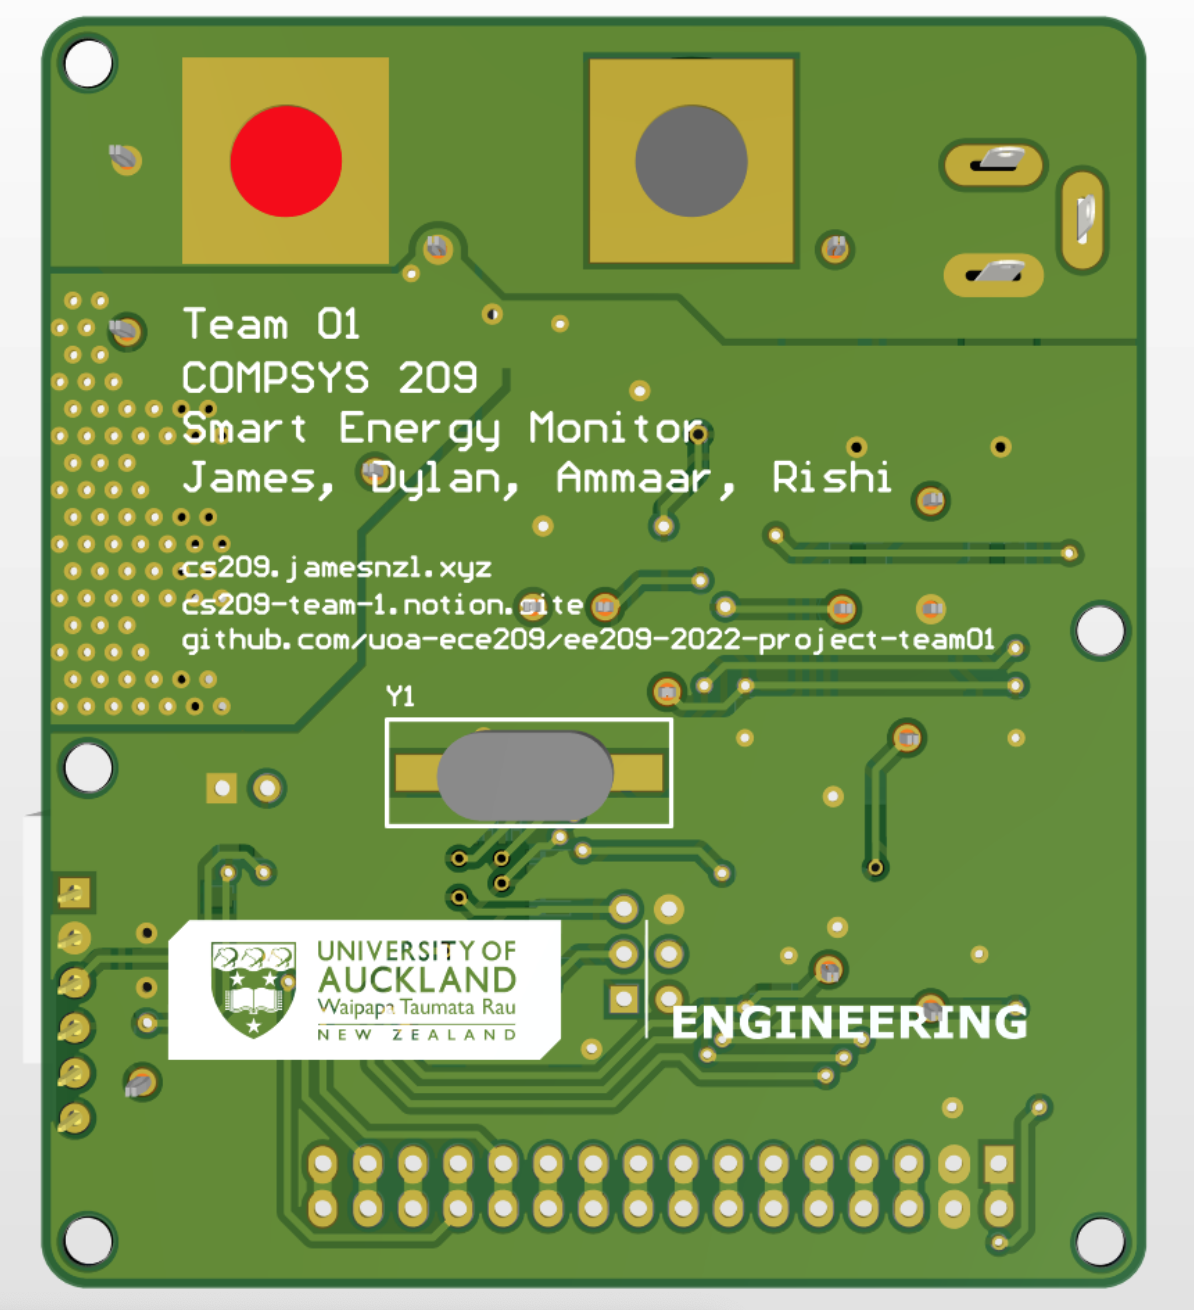 Team 01
COMPSYS 209
Smart Energy Monitor
James, Dylan, Ammaar, Rishi
cs209.jamesnzl.xyz
cs209-team-1.notion.site
github.com/uoa-ece209/ee209-2022-project-team01
Y1
UNIVERSITY OF
AUCKLAND
Waipapa Taumata Rau
NEW ZEALAND
ENGINEERING